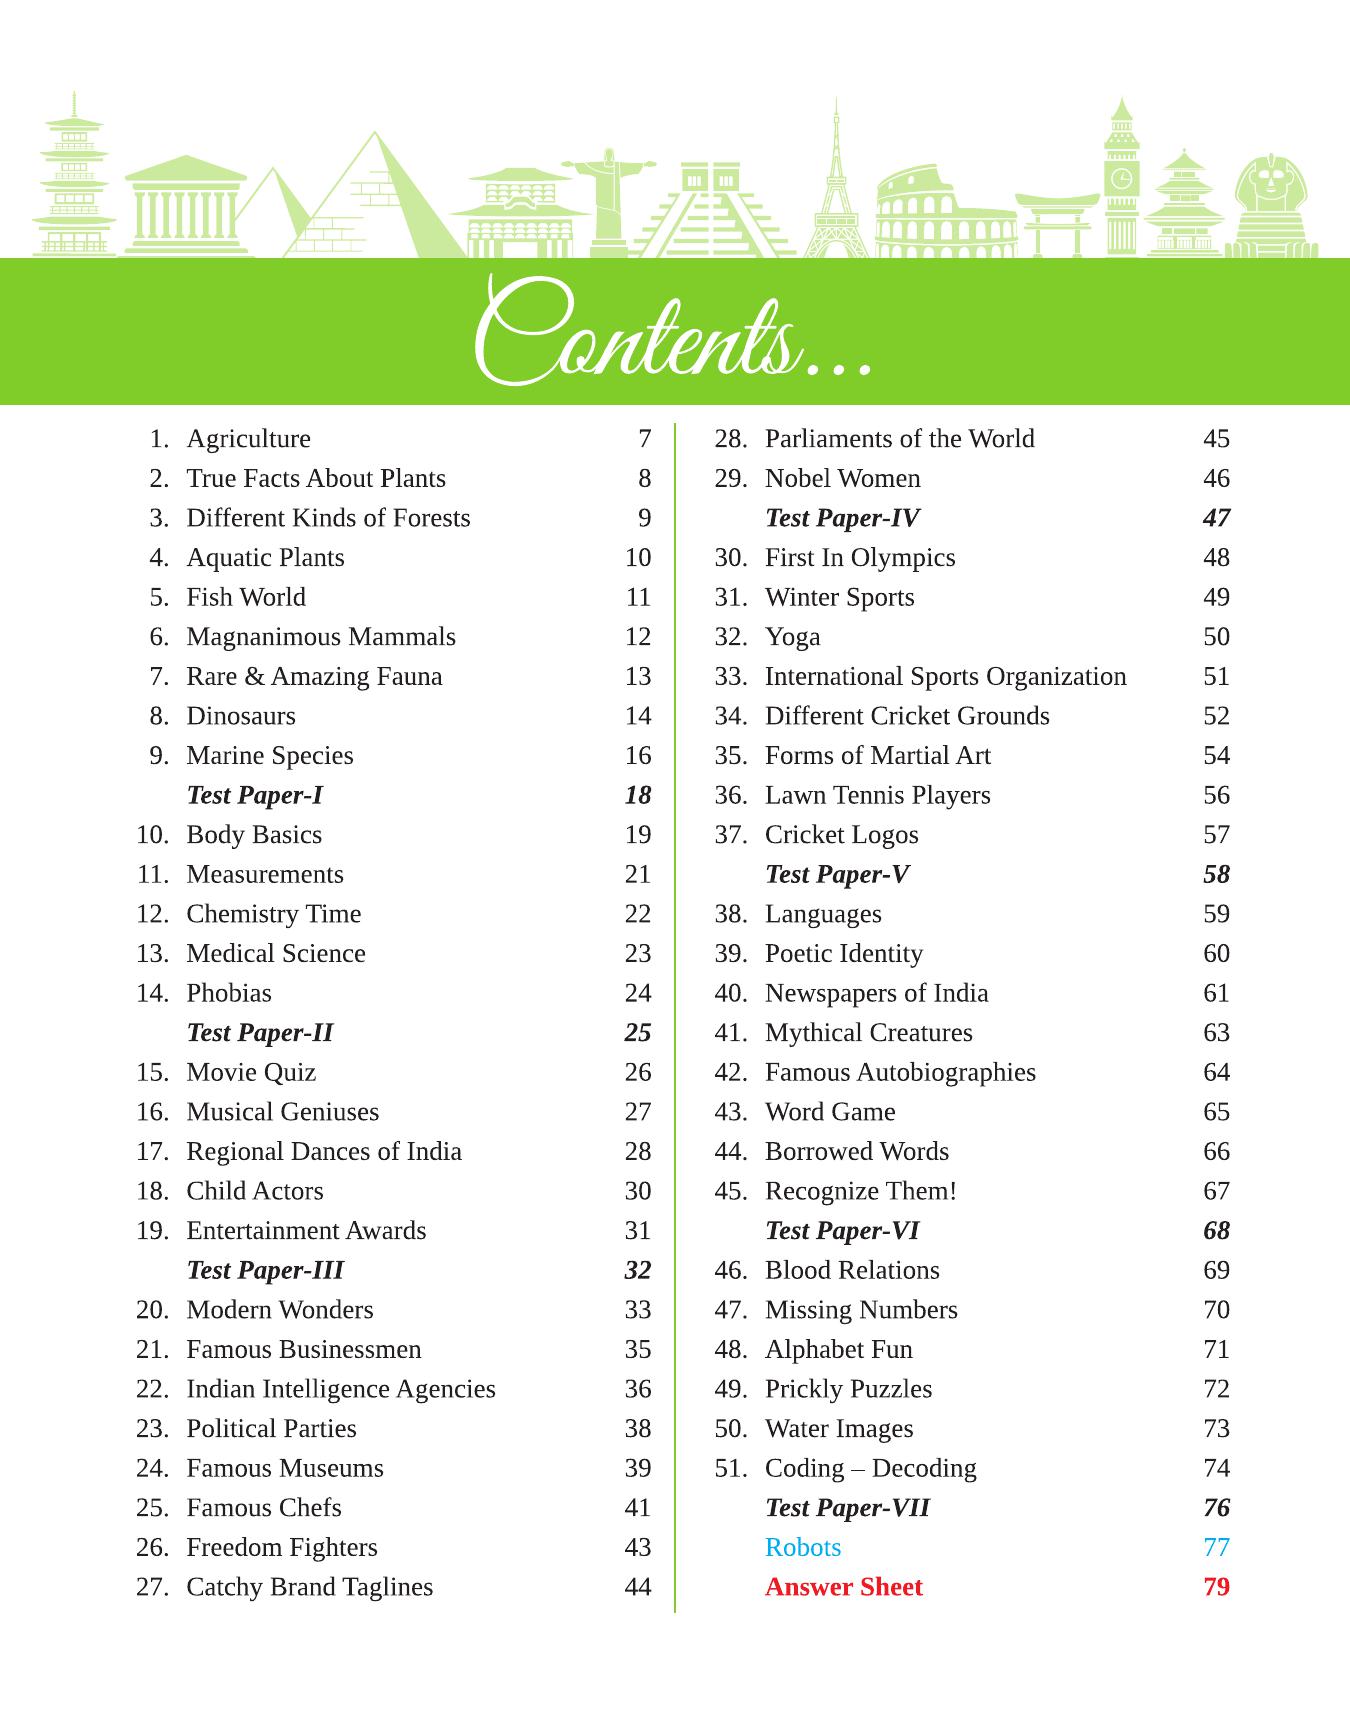 Contents...
1. Agriculture 7
2. True Facts About Plants 8
3. Different Kinds of Forests 9
4. Aquatic Plants 10
5. Fish World 11
6. Magnanimous Mammals 12
7. Rare & Amazing Fauna 13
8. Dinosaurs 14
9. Marine Species 16
Test Paper-I 18
10. Body Basics 19
11. Measurements 21
12. Chemistry Time 22
13. Medical Science 23
14. Phobias 24
Test Paper-II 25
15. Movie Quiz 26
16. Musical Geniuses 27
17. Regional Dances of India 28
18. Child Actors 30
19. Entertainment Awards 31
Test Paper-III 32
20. Modern Wonders 33
21. Famous Businessmen 35
22. Indian Intelligence Agencies 36
23. Political Parties 38
24. Famous Museums 39
25. Famous Chefs 41
26. Freedom Fighters 43
27. Catchy Brand Taglines 44
28. Parliaments of the World 45
29. Nobel Women 46
Test Paper-IV 47
30. First In Olympics 48
31. Winter Sports 49
32. Yoga 50
33. International Sports Organization 51
34. Different Cricket Grounds 52
35. Forms of Martial Art 54
36. Lawn Tennis Players 56
37. Cricket Logos 57
Test Paper-V 58
38. Languages 59
39. Poetic Identity 60
40. Newspapers of India 61
41. Mythical Creatures 63
42. Famous Autobiographies 64
43. Word Game 65
44. Borrowed Words 66
45. Recognize Them! 67
Test Paper-VI 68
46. Blood Relations 69
47. Missing Numbers 70
48. Alphabet Fun 71
49. Prickly Puzzles 72
50. Water Images 73
51. Coding – Decoding 74
Test Paper-VII 76
Robots 77
Answer Sheet 79